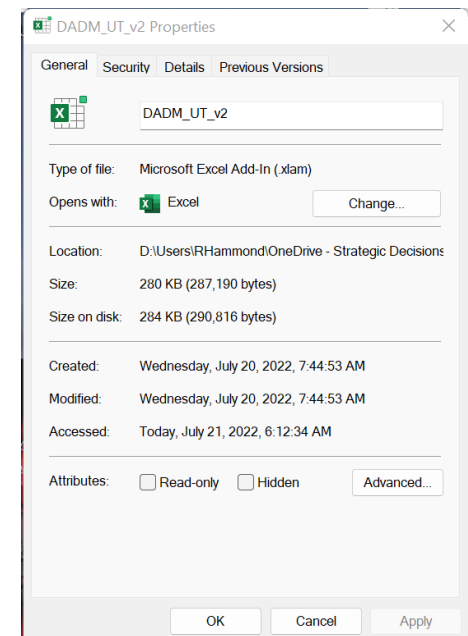 DADM_UT_v2 Properties
General Security Details Previous Versions
DADM_UT_v2
Type of file: Microsoft Excel Add-In (.xlam)
Opens with: Excel Change...
Location: D:\Users\RHammond\OneDrive - Strategic Decisions
Size: 280 KB (287,190 bytes)
Size on disk: 284 KB (290,816 bytes)
Created: Wednesday, July 20, 2022, 7:44:53 AM
Modified: Wednesday, July 20, 2022, 7:44:53 AM
Accessed: Today, July 21, 2022, 6:12:34 AM
Attributes: Read-only Hidden Advanced...
OK Cancel Apply